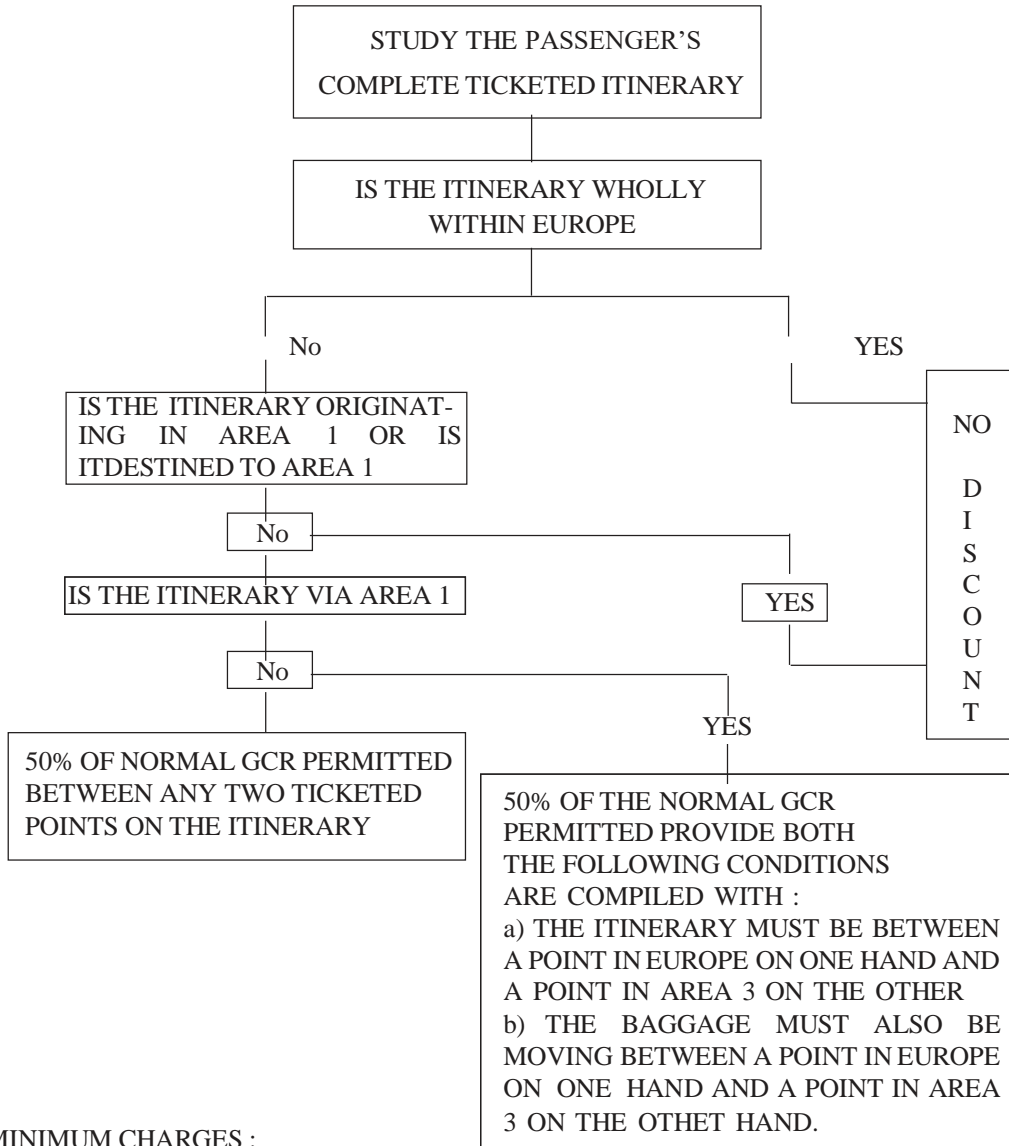 STUDY THE PASSENGER’S
COMPLETE TICKETED ITINERARY
IS THE ITINERARY WHOLLY
WITHIN EUROPE
No
YES
IS THE ITINERARY ORIGINAT-
ING IN AREA 1 OR IS
ITDESTINED TO AREA 1
NO
D
I
S
C
O
U
N
T
No
IS THE ITINERARY VIA AREA 1
YES
No
YES
50% OF NORMAL GCR PERMITTED
BETWEEN ANY TWO TICKETED
POINTS ON THE ITINERARY
50% OF THE NORMAL GCR
PERMITTED PROVIDE BOTH
THE FOLLOWING CONDITIONS
ARE COMPILED WITH :
a) THE ITINERARY MUST BE BETWEEN
A POINT IN EUROPE ON ONE HAND AND
A POINT IN AREA 3 ON THE OTHER
b) THE BAGGAGE MUST ALSO BE
MOVING BETWEEN A POINT IN EUROPE
ON ONE HAND AND A POINT IN AREA
3 ON THE OTHET HAND.
MINIMUM CHARGES :